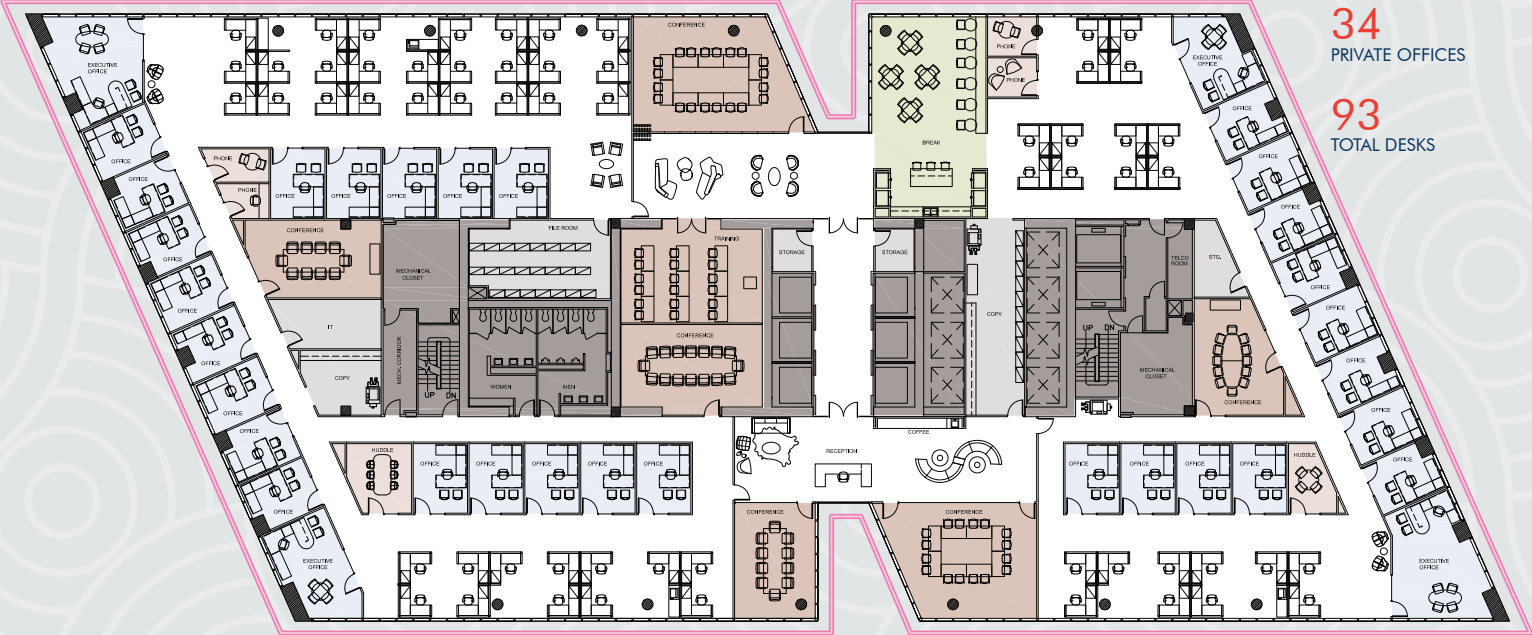 34
PRIVATE OFFICES
93
TOTAL DESKS
CONFERENCE
PHONE
PHONE
EXECUTIVE
OFFICE
EXECUTIVE
OFFICE
OFFICE
OFFICE
BREAK
PHONE
OFFICE
OFFICE
PHONE
OFFICE
OFFICE
OFFICE
OFFICE
OFFICE
OFFICE
OFFICE
CONFERENCE
FILE ROOM
TRAINING
STORAGE
STORAGE
TELCO
ROOM
STG.
OFFICE
OFFICE
MECHANICAL
CLOSET
OFFICE
OFFICE
IT
UP DN
OFFICE
CONFERENCE
COPY
OFFICE
OFFICE
MECH. CORRIDOR
COPY
MECHANICAL
CLOSET
WOMEN
MEN
UP DN
CONFERENCE
OFFICE
OFFICE
OFFICE
COFFEE
OFFICE
HUDDLE
RECEPTION
HUDDLE
OFFICE
OFFICE
OFFICE
OFFICE
OFFICE
OFFICE
OFFICE
OFFICE
OFFICE
OFFICE
OFFICE
CONFERENCE
CONFERENCE
EXECUTIVE
OFFICE
EXECUTIVE
OFFICE